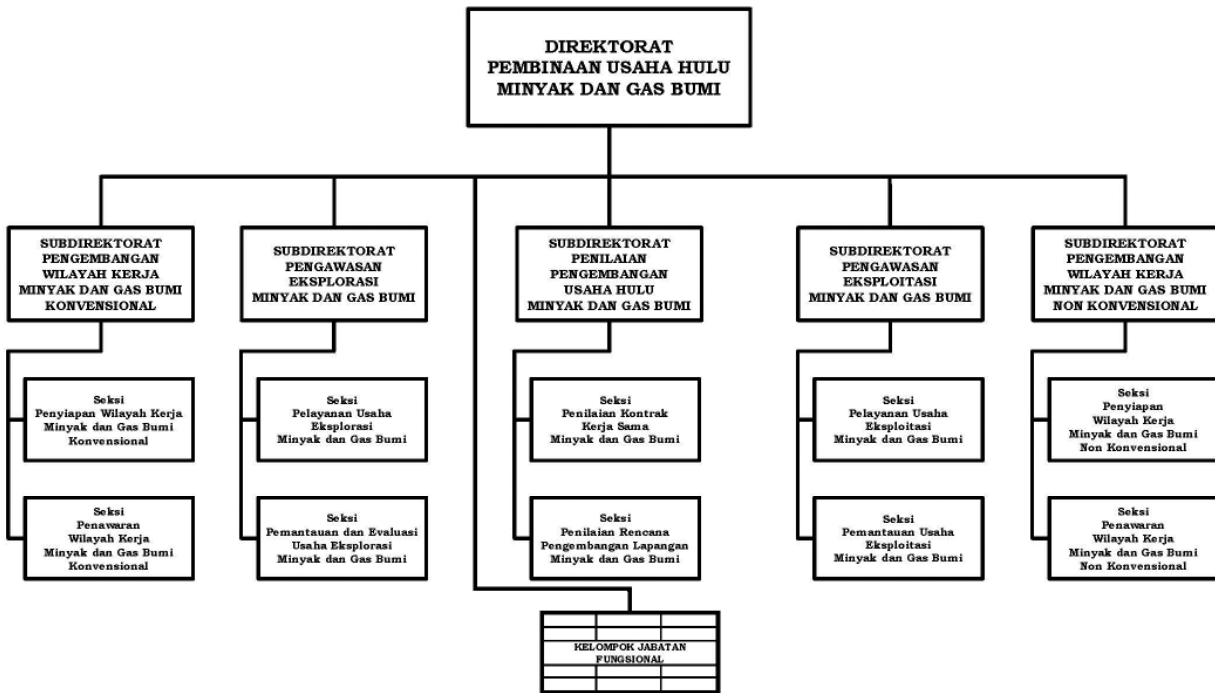 DIREKTORAT
PEMBINAAN USAHA HULU
MINYAK DAN GAS BUMI
SUBDIREKTORAT
PENGEMBANGAN
WILAYAH KERJA
MINYAK DAN GAS BUMI
KONVENSIONAL
SUBDIREKTORAT
PENGAWASAN
EKSPLORASI
MINYAK DAN GAS BUMI
SUBDIREKTORAT
PENILAIAN
PENGEMBANGAN
USAHA HULU
MINYAK DAN GAS BUMI
SUBDIREKTORAT
PENGAWASAN
EKSPLOITASI
MINYAK DAN GAS BUMI
SUBDIREKTORAT
PENGEMBANGAN
WILAYAH KERJA
MINYAK DAN GAS BUMI
NON KONVENSIONAL
Seksi
Penyiapan Wilayah Kerja
Minyak dan Gas Bumi
Konvensional
Seksi
Pelayanan Usaha
Eksplorasi
Minyak dan Gas Bumi
Seksi
Penilaian Kontrak
Kerja Sama
Minyak dan Gas Bumi
Seksi
Pelayanan Usaha
Eksploitasi
Minyak dan Gas Bumi
Seksi
Penyiapan
Wilayah Kerja
Minyak dan Gas Bumi
Non Konvensional
Seksi
Penawaran
Wilayah Kerja
Minyak dan Gas Bumi
Konvensional
Seksi
Pemantauan dan Evaluasi
Usaha Eksplorasi
Minyak dan Gas Bumi
Seksi
Penilaian Rencana
Pengembangan Lapangan
Minyak dan Gas Bumi
Seksi
Pemantauan Usaha
Eksploitasi
Minyak dan Gas Bumi
Seksi
Penawaran
Wilayah Kerja
Minyak dan Gas Bumi
Non Konvensional
KELOMPOK JABATAN
FUNGSIONAL